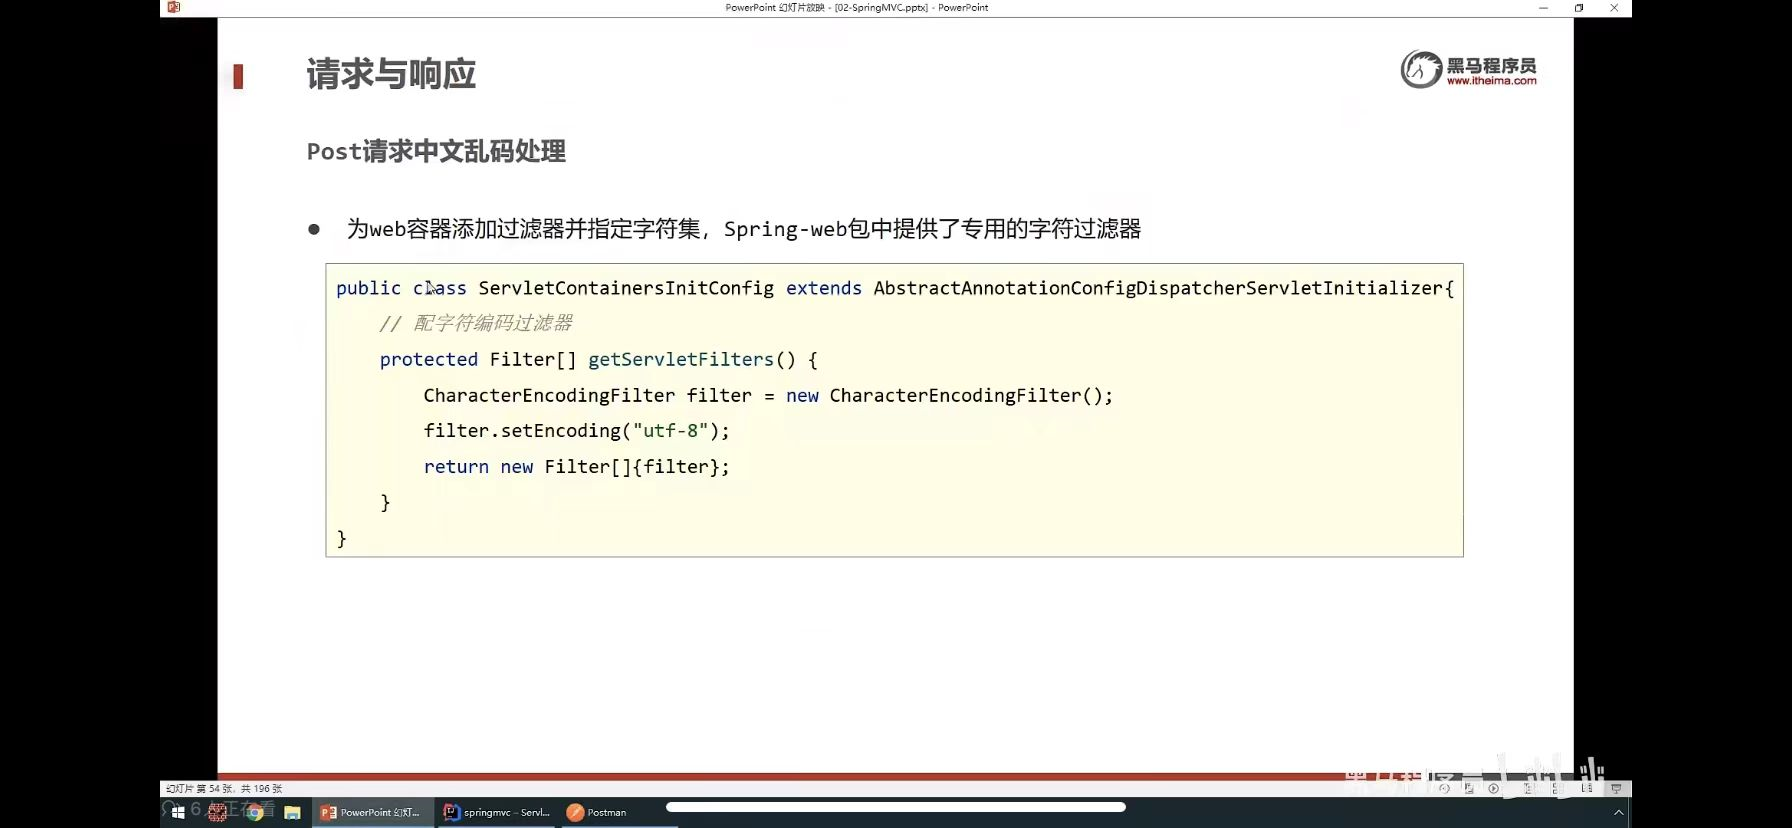 PowerPoint 幻灯片放映 - [02-SpringMVC.pptx] - PowerPoint
请求与响应
黑马程序员
www.itheima.com
Post请求中文乱码处理
● 为web容器添加过滤器并指定字符集，Spring-web包中提供了专用的字符过滤器
public class ServletContainersInitConfig extends AbstractAnnotationConfigDispatcherServletInitializer{
// 配字符编码过滤器
protected Filter[] getServletFilters() {
CharacterEncodingFilter filter = new CharacterEncodingFilter();
filter.setEncoding("utf-8");
return new Filter[]{filter};
}
}
幻灯片 第 54 张，共 196 张
6人正在看
PowerPoint 幻灯...
springmvc – Servl...
Postman